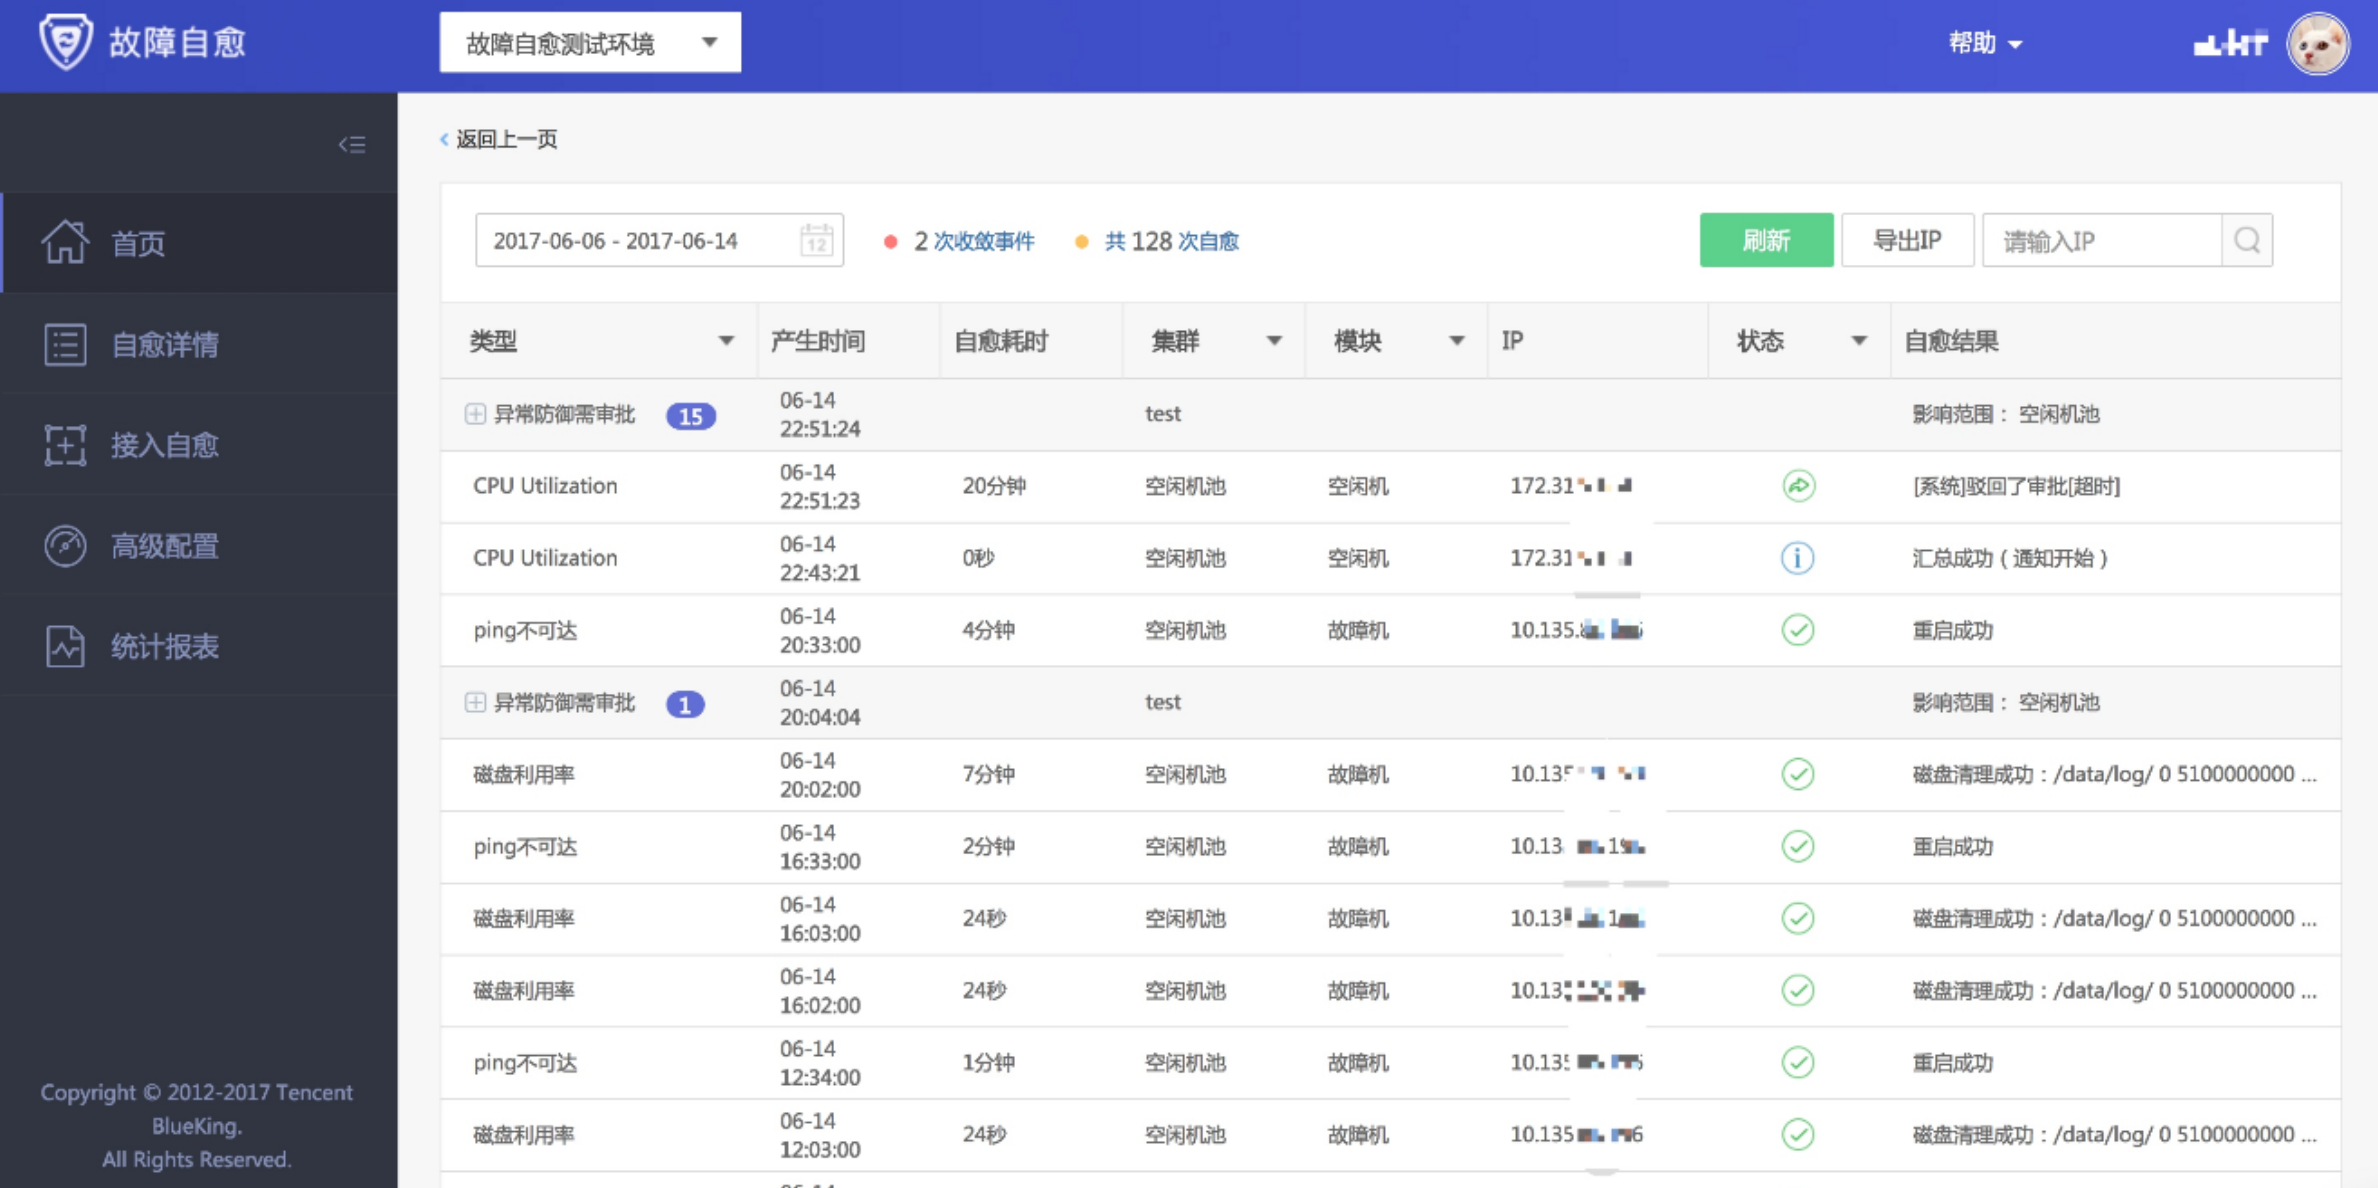 故障自愈
故障自愈测试环境
帮助
返回上一页
首页
自愈详情
接入自愈
高级配置
统计报表
2017-06-06 - 2017-06-14
12
2 次收敛事件
共 128 次自愈
刷新
导出IP
请输入IP
类型 产生时间 自愈耗时 集群 模块 IP 状态 自愈结果
异常防御需审批 15 06-14 22:51:24 test 影响范围： 空闲机池
CPU Utilization 06-14 22:51:23 20分钟 空闲机池 空闲机 172.31 [系统]驳回了审批[超时]
CPU Utilization 06-14 22:43:21 0秒 空闲机池 空闲机 172.31 汇总成功（通知开始）
ping不可达 06-14 20:33:00 4分钟 空闲机池 故障机 10.135. 重启成功
异常防御需审批 1 06-14 20:04:04 test 影响范围： 空闲机池
磁盘利用率 06-14 20:02:00 7分钟 空闲机池 故障机 10.135 磁盘清理成功：/data/log/ 0 5100000000 ...
ping不可达 06-14 16:33:00 2分钟 空闲机池 故障机 10.13 重启成功
磁盘利用率 06-14 16:03:00 24秒 空闲机池 故障机 10.13 磁盘清理成功：/data/log/ 0 5100000000 ...
磁盘利用率 06-14 16:02:00 24秒 空闲机池 故障机 10.13 磁盘清理成功：/data/log/ 0 5100000000 ...
ping不可达 06-14 12:34:00 1分钟 空闲机池 故障机 10.135 重启成功
磁盘利用率 06-14 12:03:00 24秒 空闲机池 故障机 10.135 磁盘清理成功：/data/log/ 0 5100000000 ...
Copyright © 2012-2017 Tencent
BlueKing.
All Rights Reserved.